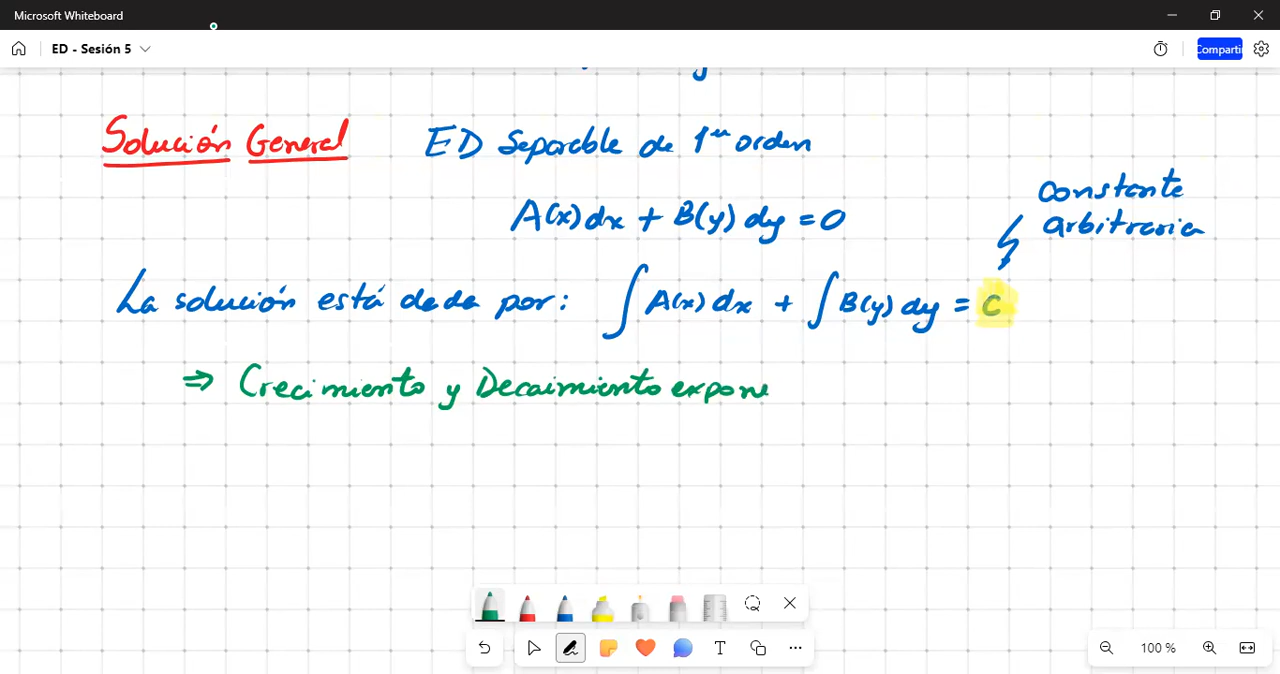 Microsoft Whiteboard
ED - Sesión 5
Compartir
Solución General
ED Separable de 1er orden
A(x)dx + B(y)dy = 0
constante
arbitraria
La solución está dada por: ∫A(x)dx + ∫B(y)dy = C
⇒ Crecimiento y Decaimiento expone
100 %